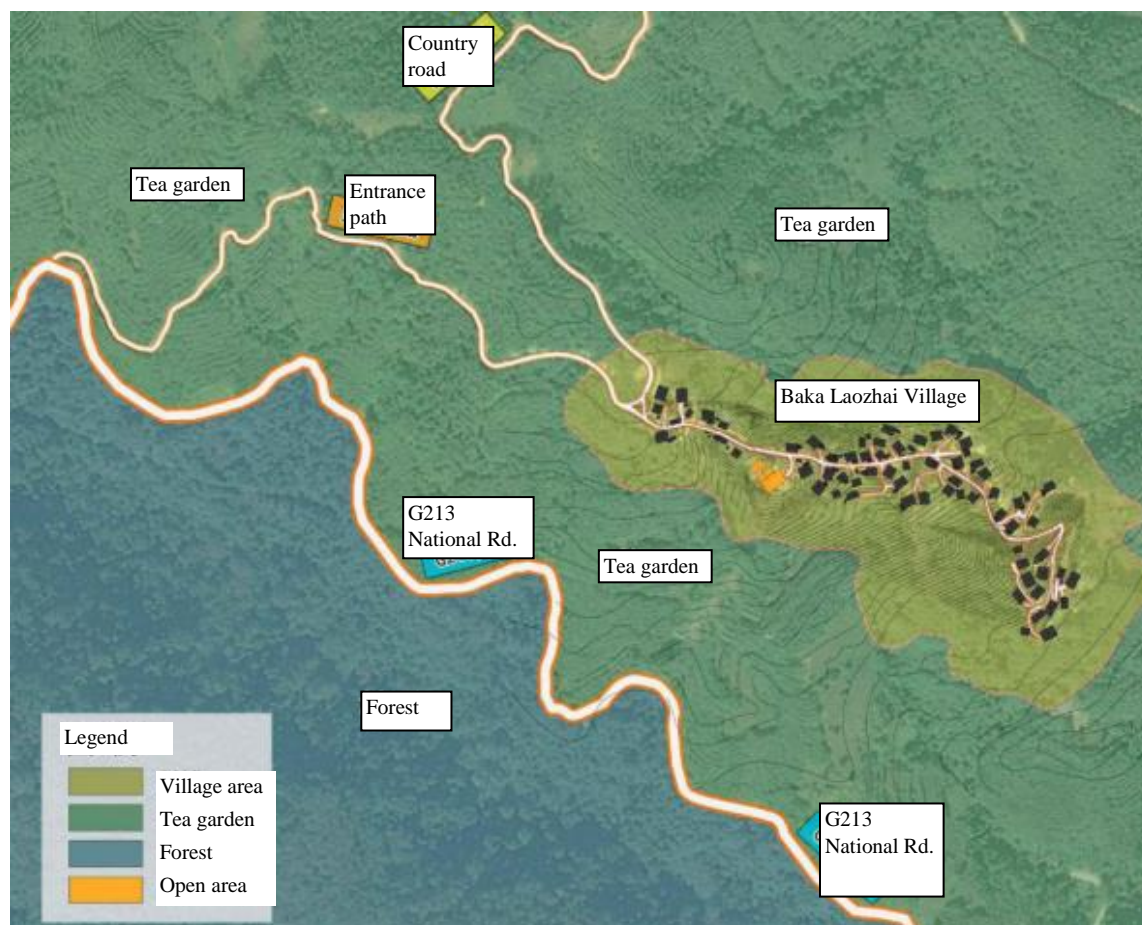 Country
road
Tea garden
Entrance
path
Tea garden
Baka Laozhai Village
G213
National Rd.
Tea garden
Forest
Legend
Village area
Tea garden
Forest
Open area
G213
National Rd.